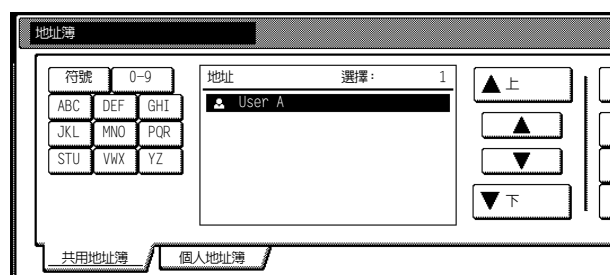 地址簿
符號 0-9
ABC DEF GHI
JKL MNO PQR
STU VWX YZ
地址 選擇: 1
User A
上
下
共用地址簿 個人地址簿